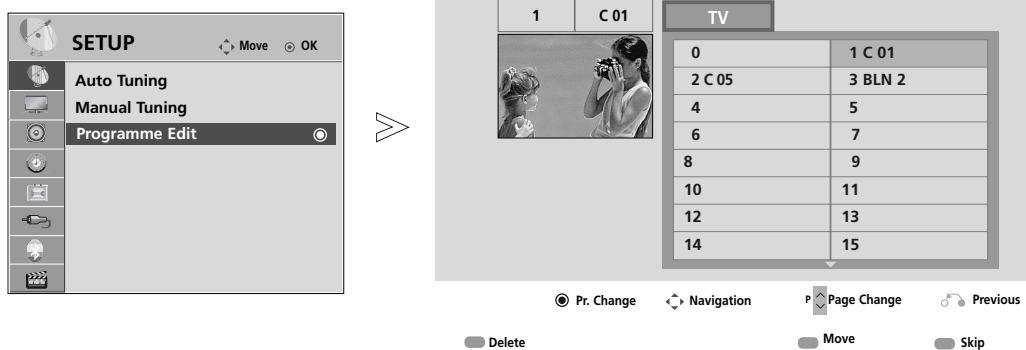 SETUP Move OK
Auto Tuning
Manual Tuning
Programme Edit
1 C 01 TV
0 1 C 01
2 C 05 3 BLN 2
4 5
6 7
8 9
10 11
12 13
14 15
Pr. Change Navigation P Page Change Previous
Delete Move Skip